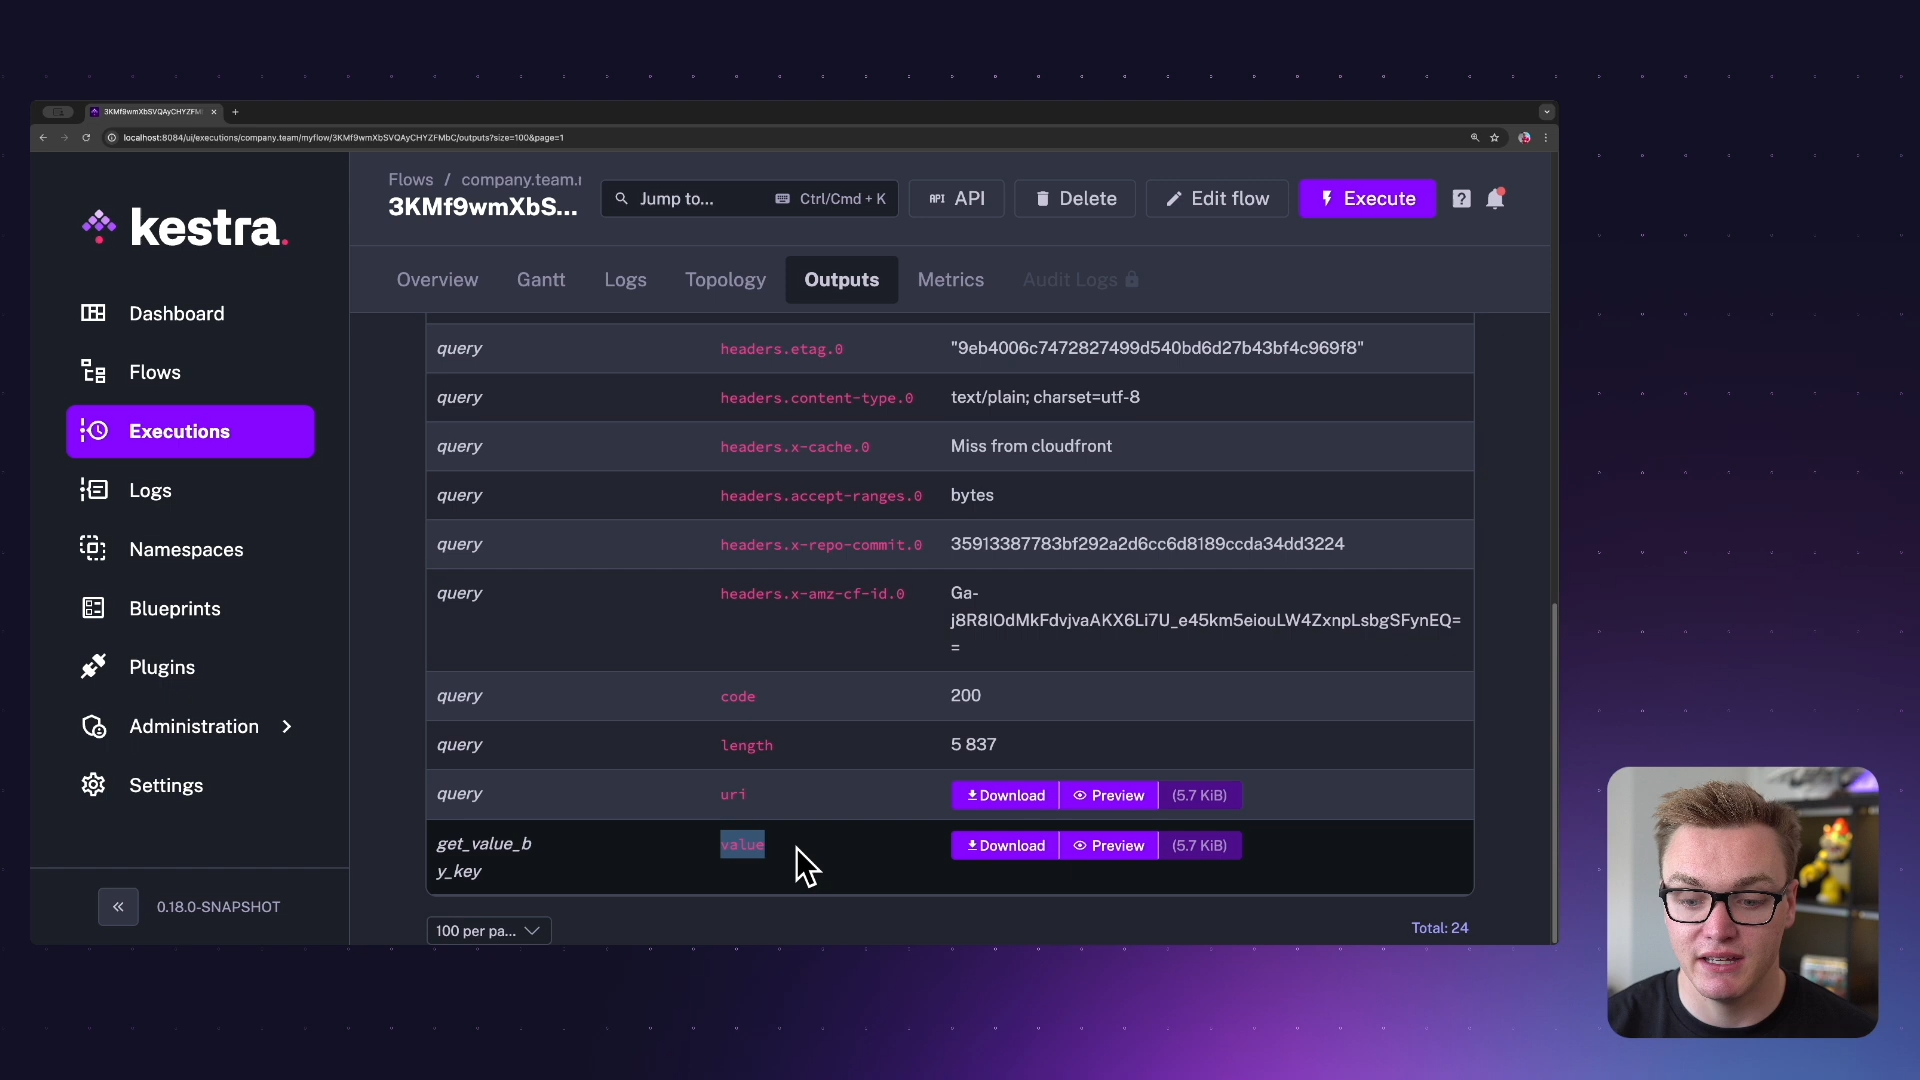 3KMf9wmXbSVQAyCHYZFM
localhost:8084/ui/executions/company.team/myflow/3KMf9wmXbSVQAyCHYZFMbC/outputs?size=100&page=1
kestra.
Flows / company.team.r
3KMf9wmXbS...
Jump to... Ctrl/Cmd + K
API API
Delete
Edit flow
Execute
?
Overview Gantt Logs Topology Outputs Metrics Audit Logs
Dashboard
Flows
Executions
Logs
Namespaces
Blueprints
Plugins
Administration
Settings
0.18.0-SNAPSHOT
query headers.etag.0 "9eb4006c7472827499d540bd6d27b43bf4c969f8"
query headers.content-type.0 text/plain; charset=utf-8
query headers.x-cache.0 Miss from cloudfront
query headers.accept-ranges.0 bytes
query headers.x-repo-commit.0 35913387783bf292a2d6cc6d8189ccda34dd3224
query headers.x-amz-cf-id.0 Ga-
j8R8IOdMkFdvjvaAKX6Li7U_e45km5eiouLW4ZxnpLsbgSFynEQ=
=
query code 200
query length 5 837
query uri Download Preview (5.7 KiB)
get_value_b value Download Preview (5.7 KiB)
y_key
100 per pa...
Total: 24